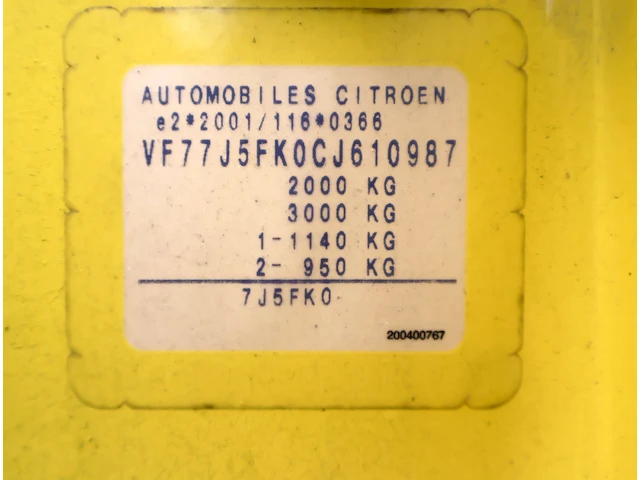 AUTOMOBILES CITROEN
e2*2001/116*0366
VF77J5FK0CJ610987
2000 KG
3000 KG
1-1140 KG
2- 950 KG
7J5FK0
200400767